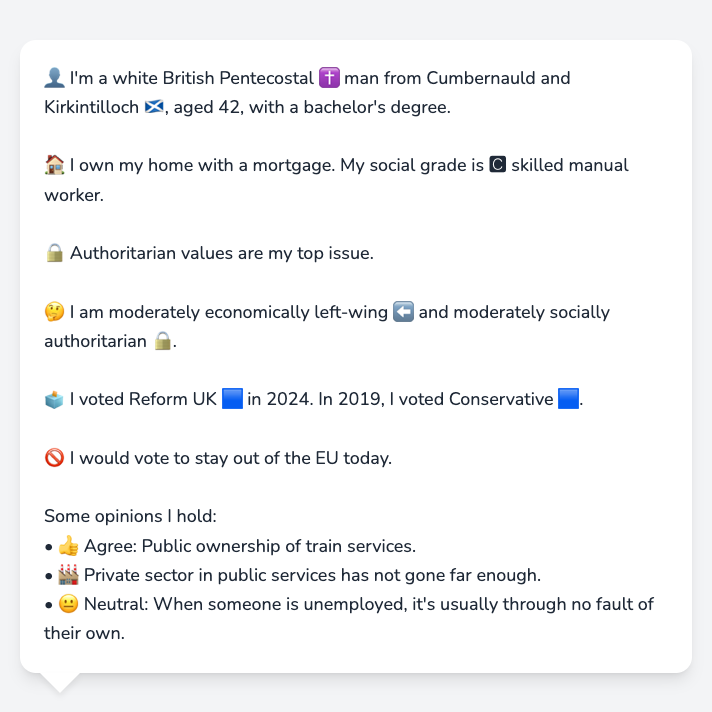 👤 I'm a white British Pentecostal ✝️ man from Cumbernauld and
Kirkintilloch 🏴󠁧󠁢󠁳󠁣󠁴󠁿, aged 42, with a bachelor's degree.
🏠 I own my home with a mortgage. My social grade is 🅲 skilled manual
worker.
🔒 Authoritarian values are my top issue.
🤔 I am moderately economically left-wing ⬅️ and moderately socially
authoritarian 🔒.
🗳️ I voted Reform UK 🟦 in 2024. In 2019, I voted Conservative 🟦.
🚫 I would vote to stay out of the EU today.
Some opinions I hold:
• 👍 Agree: Public ownership of train services.
• 🏭 Private sector in public services has not gone far enough.
• 😐 Neutral: When someone is unemployed, it's usually through no fault of
their own.